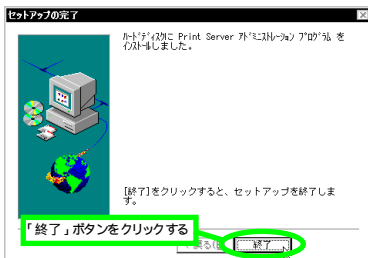 セットアップの完了
ﾊｰﾄﾞﾃﾞｨｽｸに Print Server ｱﾄﾞﾐﾆｽﾄﾚｰｼｮﾝ ﾌﾟﾛｸﾞﾗﾑ を
ｲﾝｽﾄｰﾙしました。
[終了]をクリックすると、セットアップを終了しま
す。
「終了」ボタンをクリックする
戻る(B) 終了